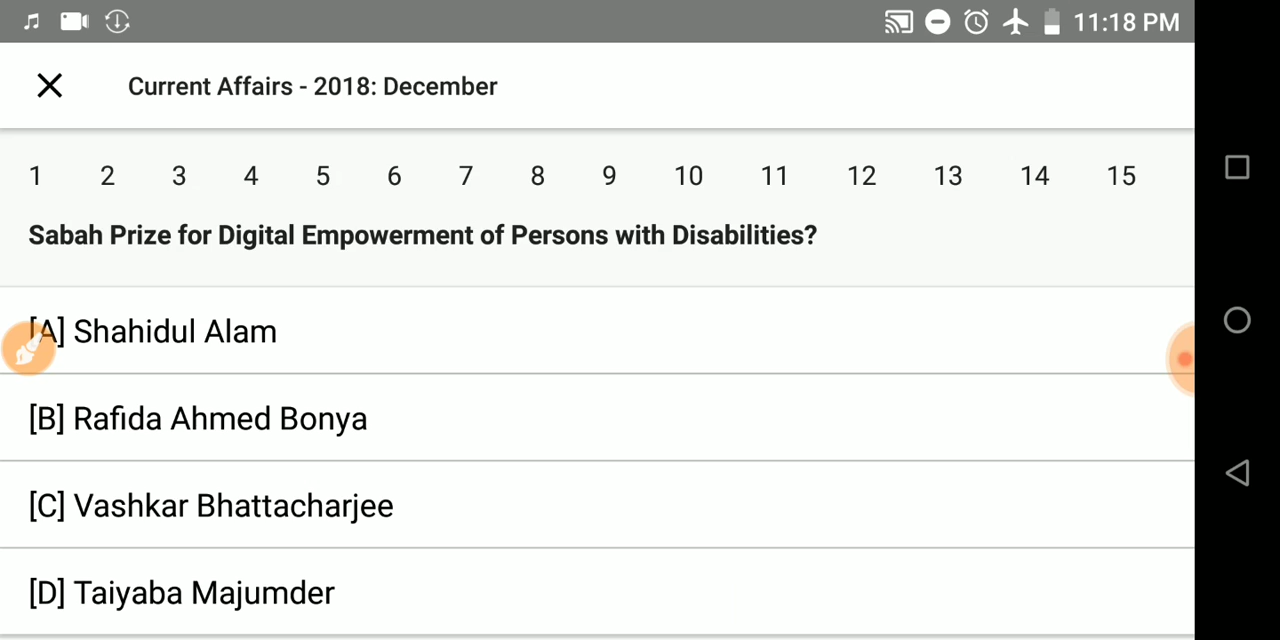 11:18 PM
Current Affairs - 2018: December
1 2 3 4 5 6 7 8 9 10 11 12 13 14 15
Sabah Prize for Digital Empowerment of Persons with Disabilities?
[A] Shahidul Alam
[B] Rafida Ahmed Bonya
[C] Vashkar Bhattacharjee
[D] Taiyaba Majumder